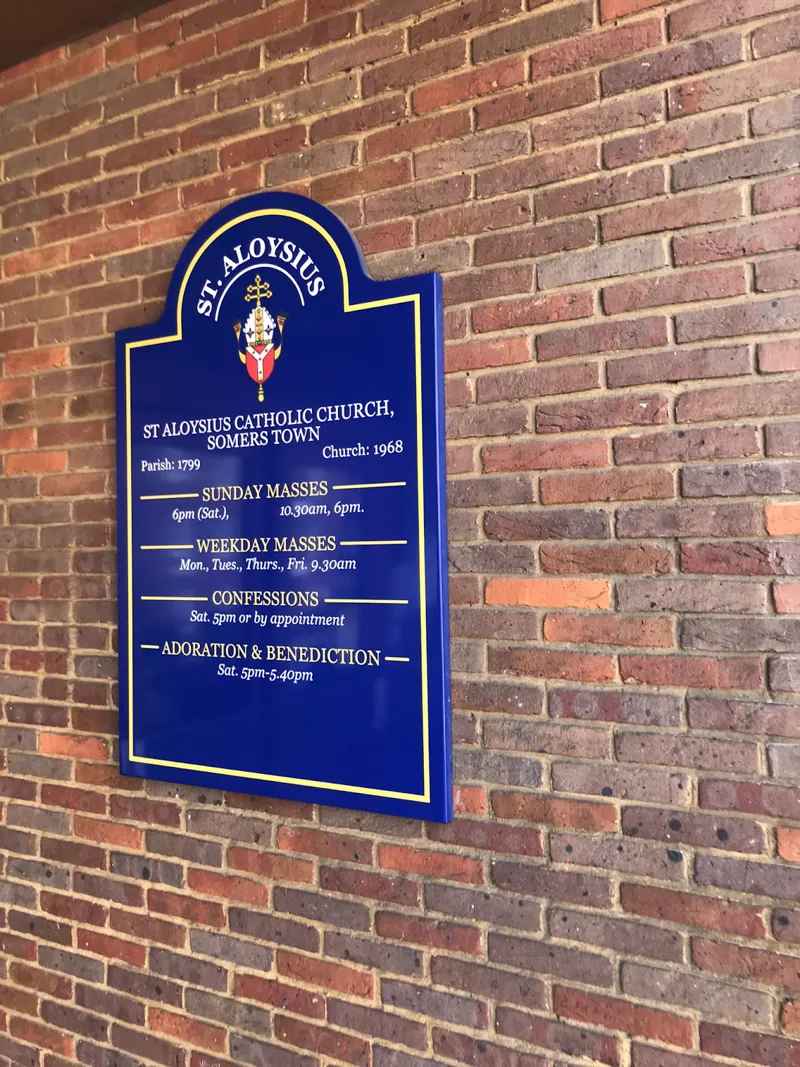 ST. ALOYSIUS
ST ALOYSIUS CATHOLIC CHURCH,
SOMERS TOWN
Parish: 1799 Church: 1968
SUNDAY MASSES
6pm (Sat.), 10.30am, 6pm.
WEEKDAY MASSES
Mon., Tues., Thurs., Fri. 9.30am
CONFESSIONS
Sat. 5pm or by appointment
ADORATION & BENEDICTION
Sat. 5pm-5.40pm